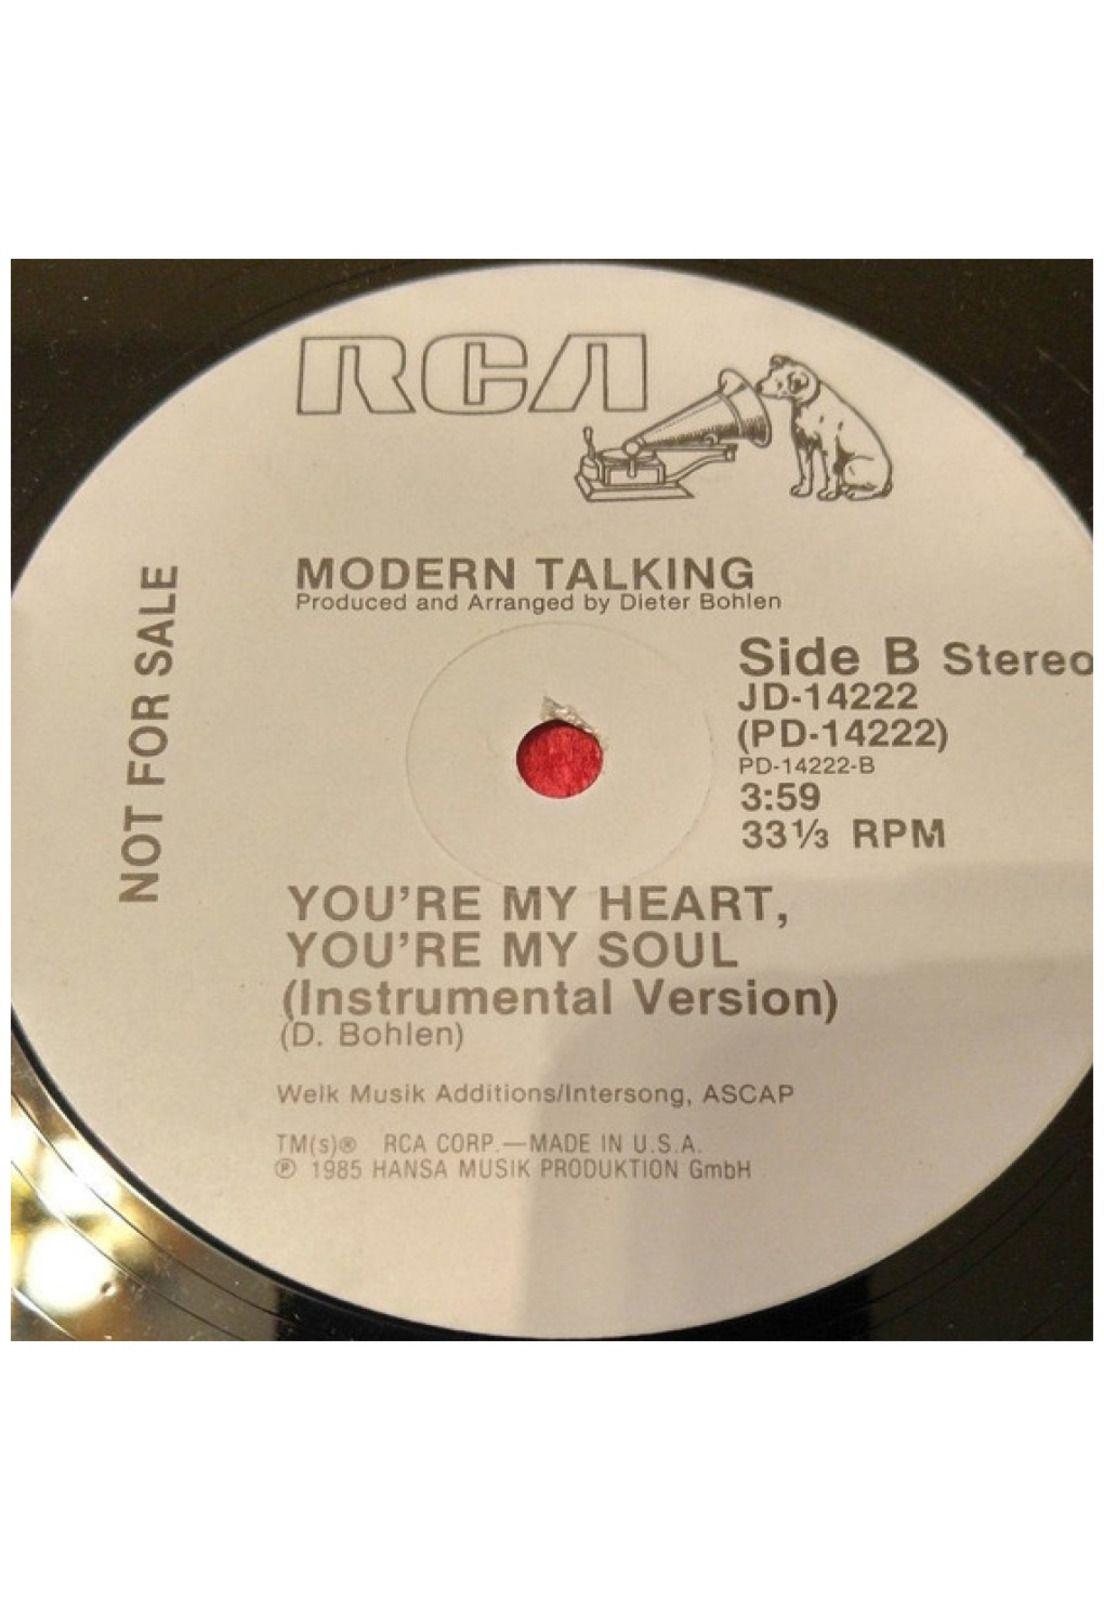 RCA
MODERN TALKING
Produced and Arranged by Dieter Bohlen
NOT FOR SALE
Side B Stereo
JD-14222
(PD-14222)
PD-14222-B
3:59
33⅓ RPM
YOU'RE MY HEART,
YOU'RE MY SOUL
(Instrumental Version)
(D. Bohlen)
Welk Musik Additions/Intersong, ASCAP
TM(s)® RCA CORP.—MADE IN U.S.A.
℗ 1985 HANSA MUSIK PRODUKTION GmbH